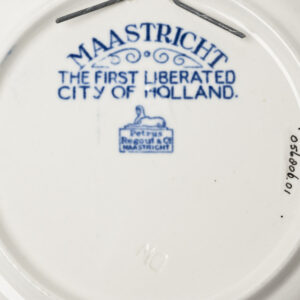 MAASTRICHT
THE FIRST LIBERATED
CITY OF HOLLAND.
Petrus
Regout & Co
MAASTRICHT